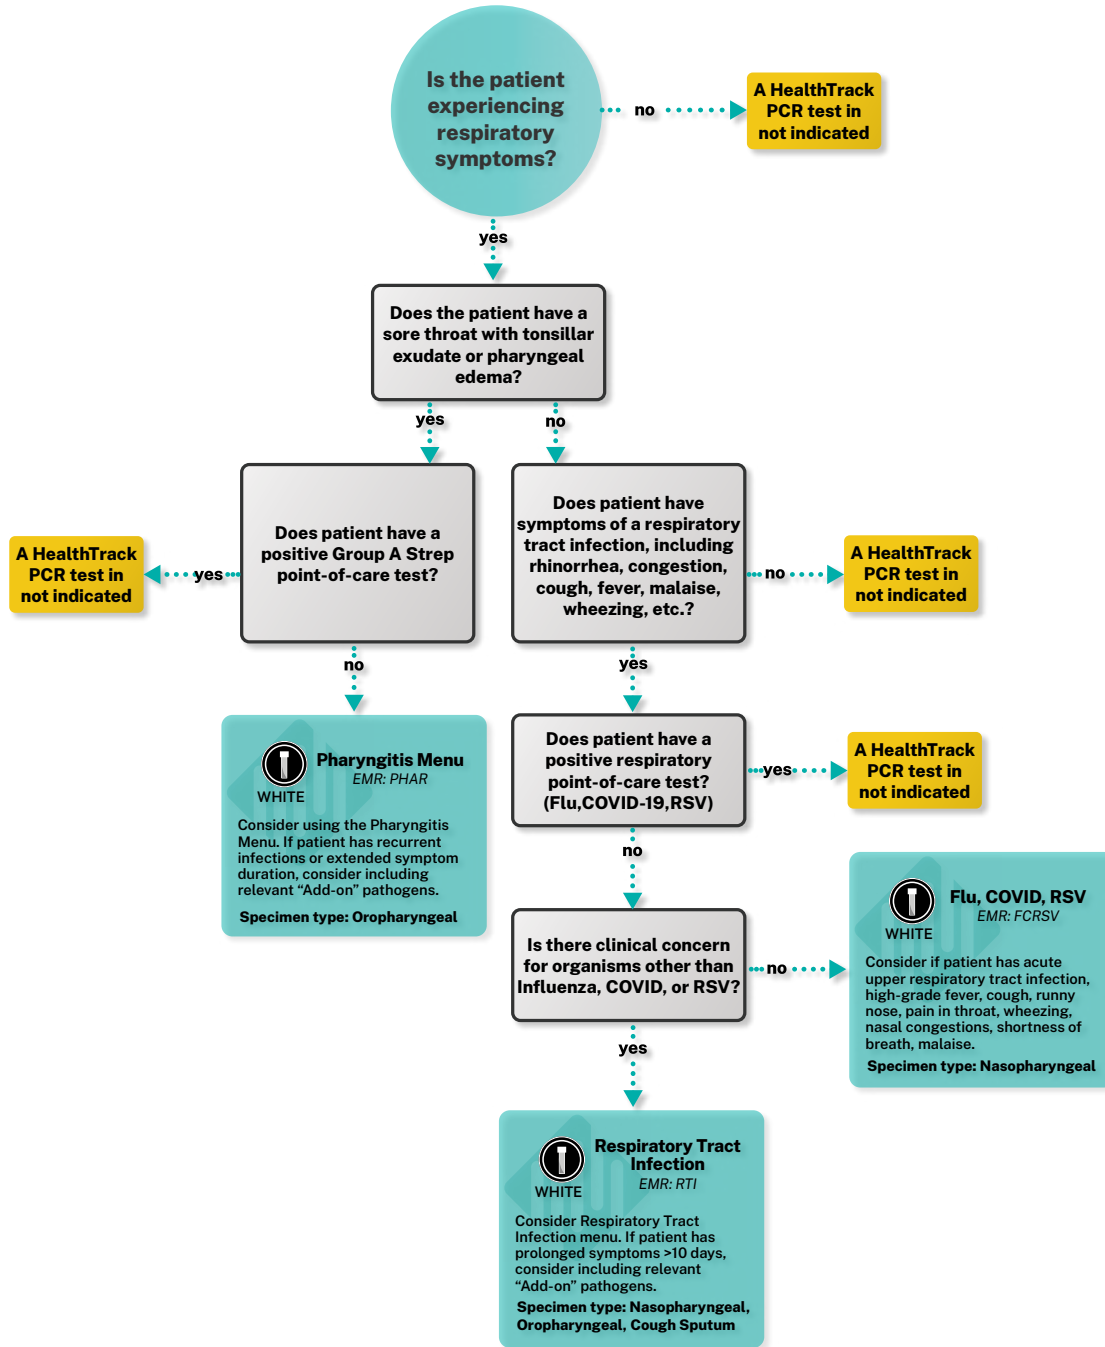 Is the patient
experiencing
respiratory
symptoms?
no
A HealthTrack
PCR test in
not indicated
yes
Does the patient have a
sore throat with tonsillar
exudate or pharyngeal
edema?
yes
no
Does patient have a
positive Group A Strep
point-of-care test?
yes
A HealthTrack
PCR test in
not indicated
Does patient have
symptoms of a respiratory
tract infection, including
rhinorrhea, congestion,
cough, fever, malaise,
wheezing, etc.?
no
A HealthTrack
PCR test in
not indicated
no
yes
WHITE
Pharyngitis Menu
EMR: PHAR
Consider using the Pharyngitis
Menu. If patient has recurrent
infections or extended symptom
duration, consider including
relevant “Add-on” pathogens.
Specimen type: Oropharyngeal
Does patient have a
positive respiratory
point-of-care test?
(Flu,COVID-19,RSV)
yes
A HealthTrack
PCR test in
not indicated
no
Is there clinical concern
for organisms other than
Influenza, COVID, or RSV?
no
WHITE
Flu, COVID, RSV
EMR: FCRSV
Consider if patient has acute
upper respiratory tract infection,
high-grade fever, cough, runny
nose, pain in throat, wheezing,
nasal congestions, shortness of
breath, malaise.
Specimen type: Nasopharyngeal
yes
WHITE
Respiratory Tract
Infection
EMR: RTI
Consider Respiratory Tract
Infection menu. If patient has
prolonged symptoms >10 days,
consider including relevant
“Add-on” pathogens.
Specimen type: Nasopharyngeal,
Oropharyngeal, Cough Sputum